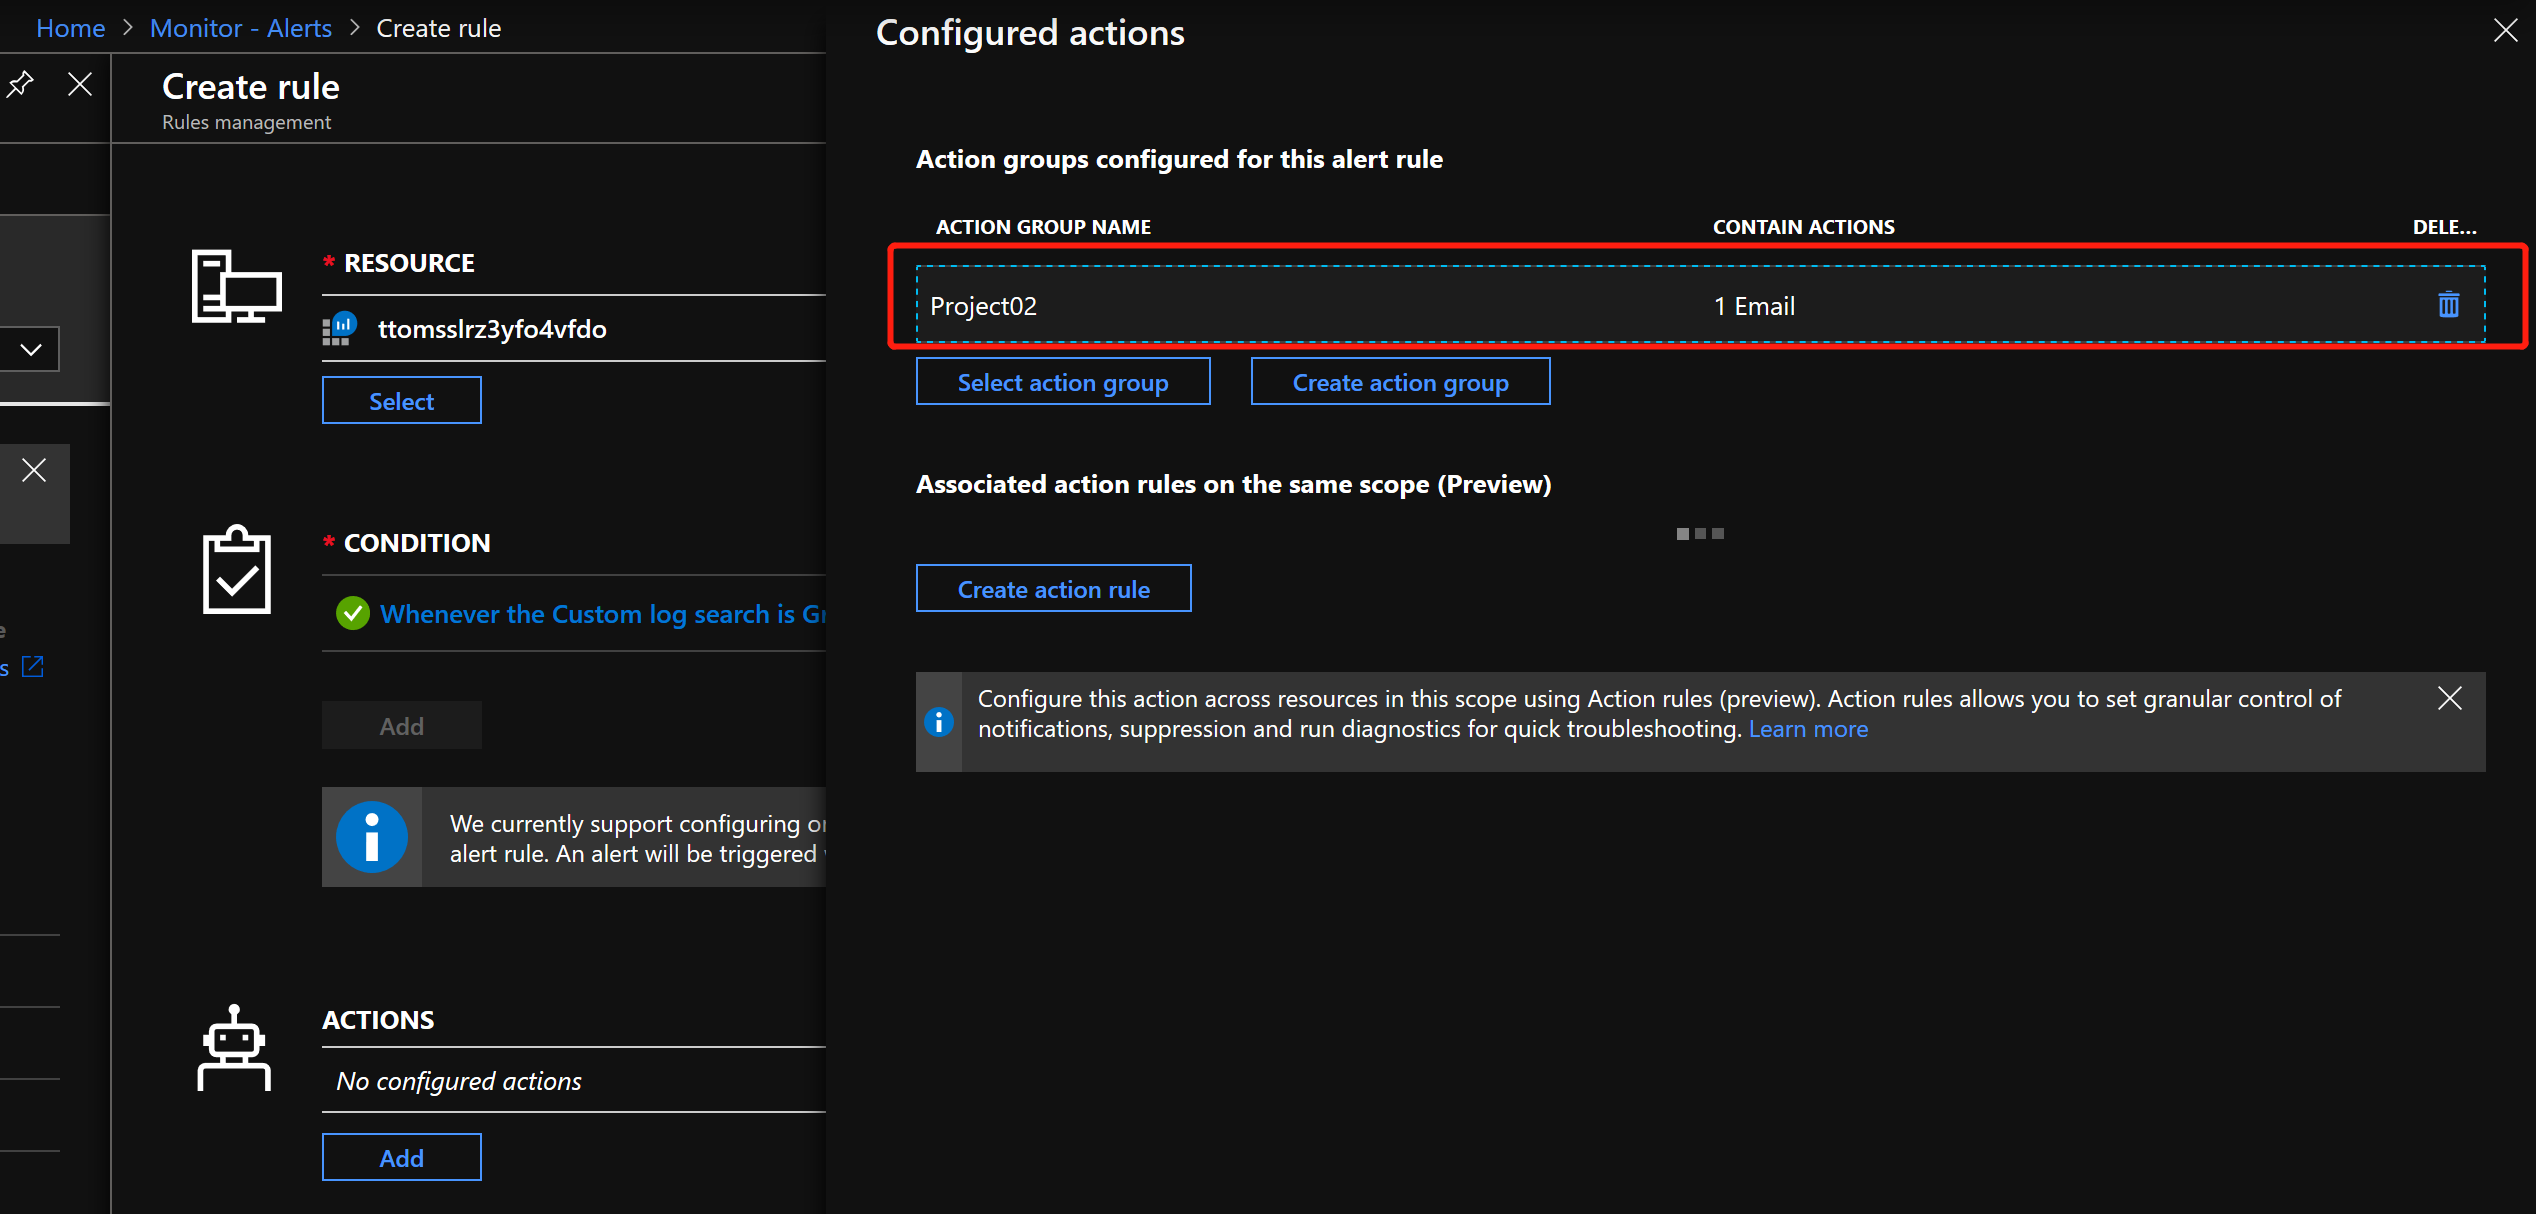 Home > Monitor - Alerts > Create rule
Create rule
Rules management
* RESOURCE
ttomsslrz3yfo4vfdo
Select
* CONDITION
Whenever the Custom log search is Gr
Add
We currently support configuring
alert rule. An alert will be triggered
ACTIONS
No configured actions
Add
Configured actions
Action groups configured for this alert rule
ACTION GROUP NAME CONTAIN ACTIONS DELE...
Project02 1 Email
Select action group Create action group
Associated action rules on the same scope (Preview)
Create action rule
Configure this action across resources in this scope using Action rules (preview). Action rules allows you to set granular control of
notifications, suppression and run diagnostics for quick troubleshooting. Learn more